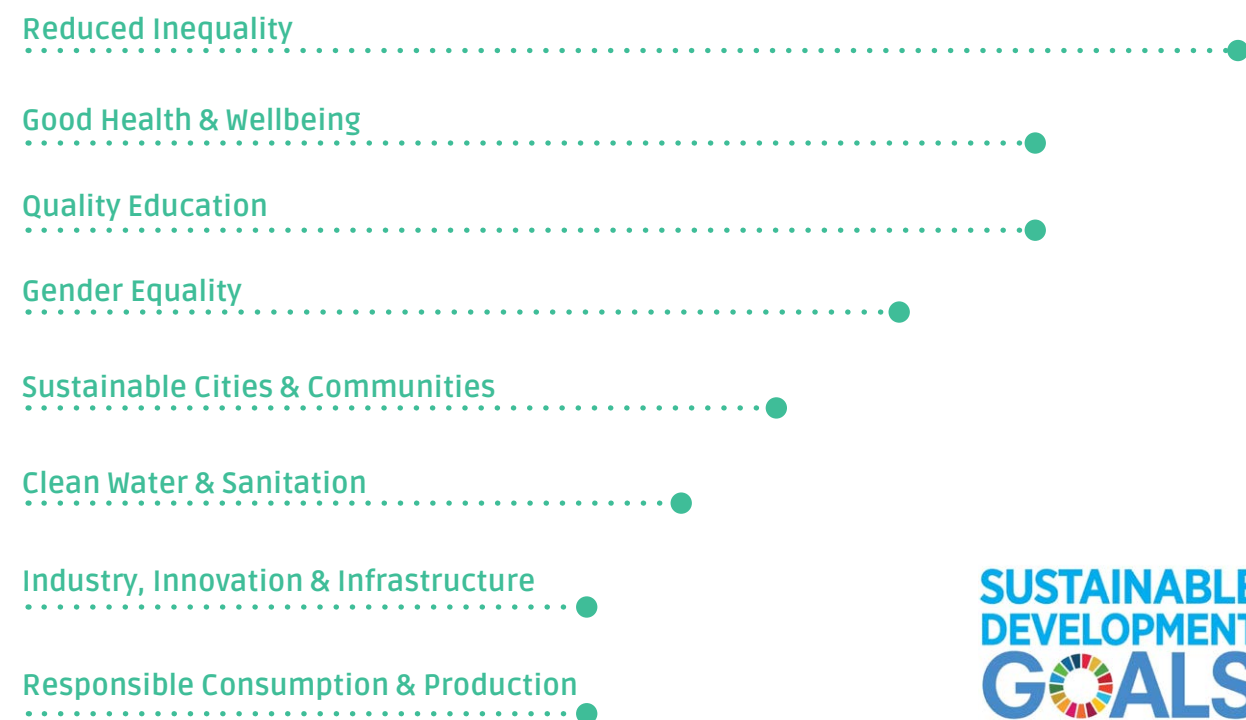 Reduced Inequality
Good Health & Wellbeing
Quality Education
Gender Equality
Sustainable Cities & Communities
Clean Water & Sanitation
Industry, Innovation & Infrastructure
Responsible Consumption & Production
SUSTAINABLE
DEVELOPMENT
GOALS